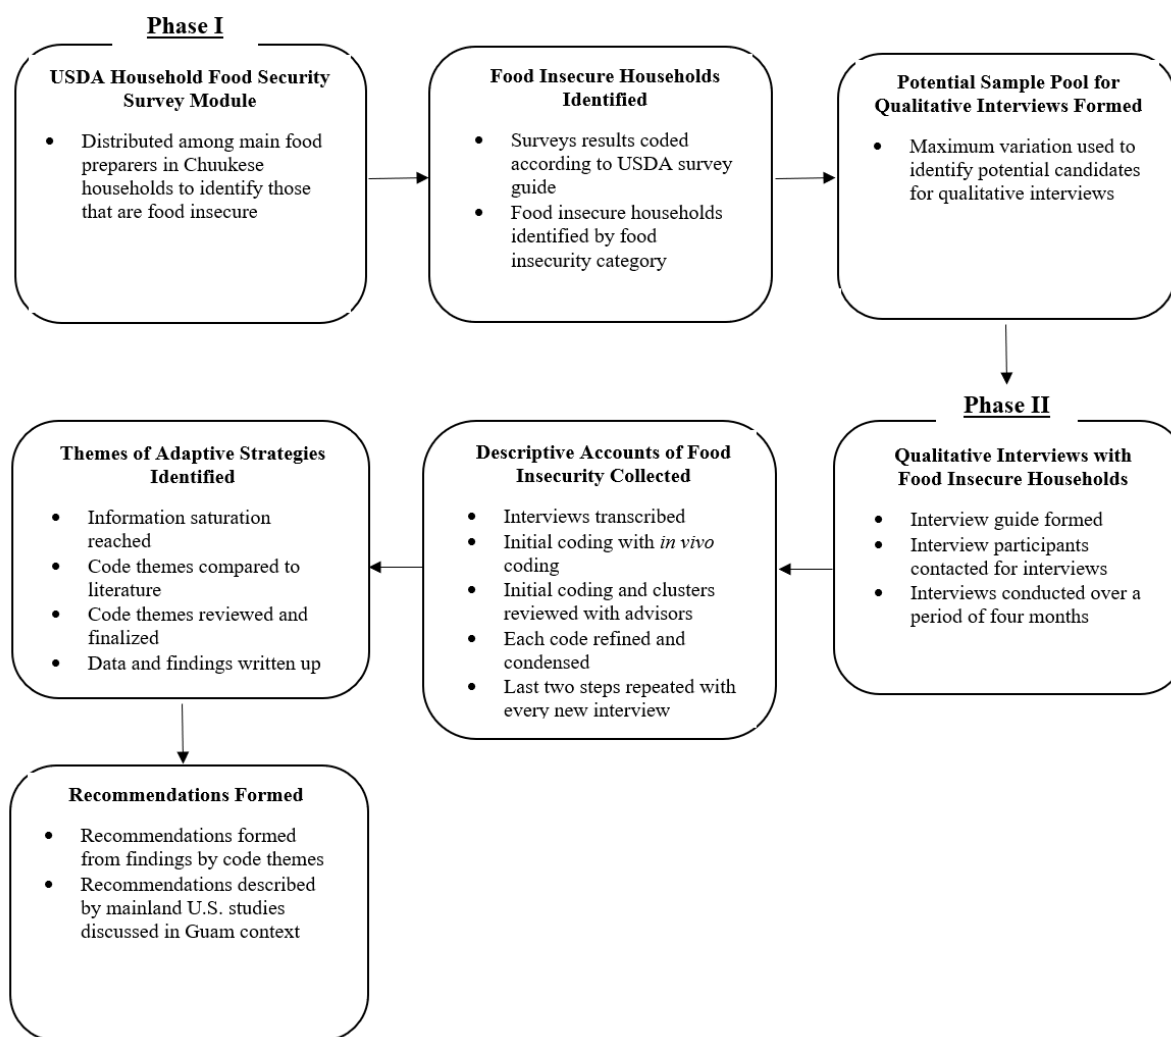 Phase I
USDA Household Food Security
Survey Module
• Distributed among main food
preparers in Chuukese
households to identify those
that are food insecure
Food Insecure Households
Identified
• Surveys results coded
according to USDA survey
guide
• Food insecure households
identified by food
insecurity category
Potential Sample Pool for
Qualitative Interviews Formed
• Maximum variation used to
identify potential candidates
for qualitative interviews
Phase II
Qualitative Interviews with
Food Insecure Households
• Interview guide formed
• Interview participants
contacted for interviews
• Interviews conducted over a
period of four months
Descriptive Accounts of Food
Insecurity Collected
• Interviews transcribed
• Initial coding with in vivo
coding
• Initial coding and clusters
reviewed with advisors
• Each code refined and
condensed
• Last two steps repeated with
every new interview
Themes of Adaptive Strategies
Identified
• Information saturation
reached
• Code themes compared to
literature
• Code themes reviewed and
finalized
• Data and findings written up
Recommendations Formed
• Recommendations formed
from findings by code themes
• Recommendations described
by mainland U.S. studies
discussed in Guam context